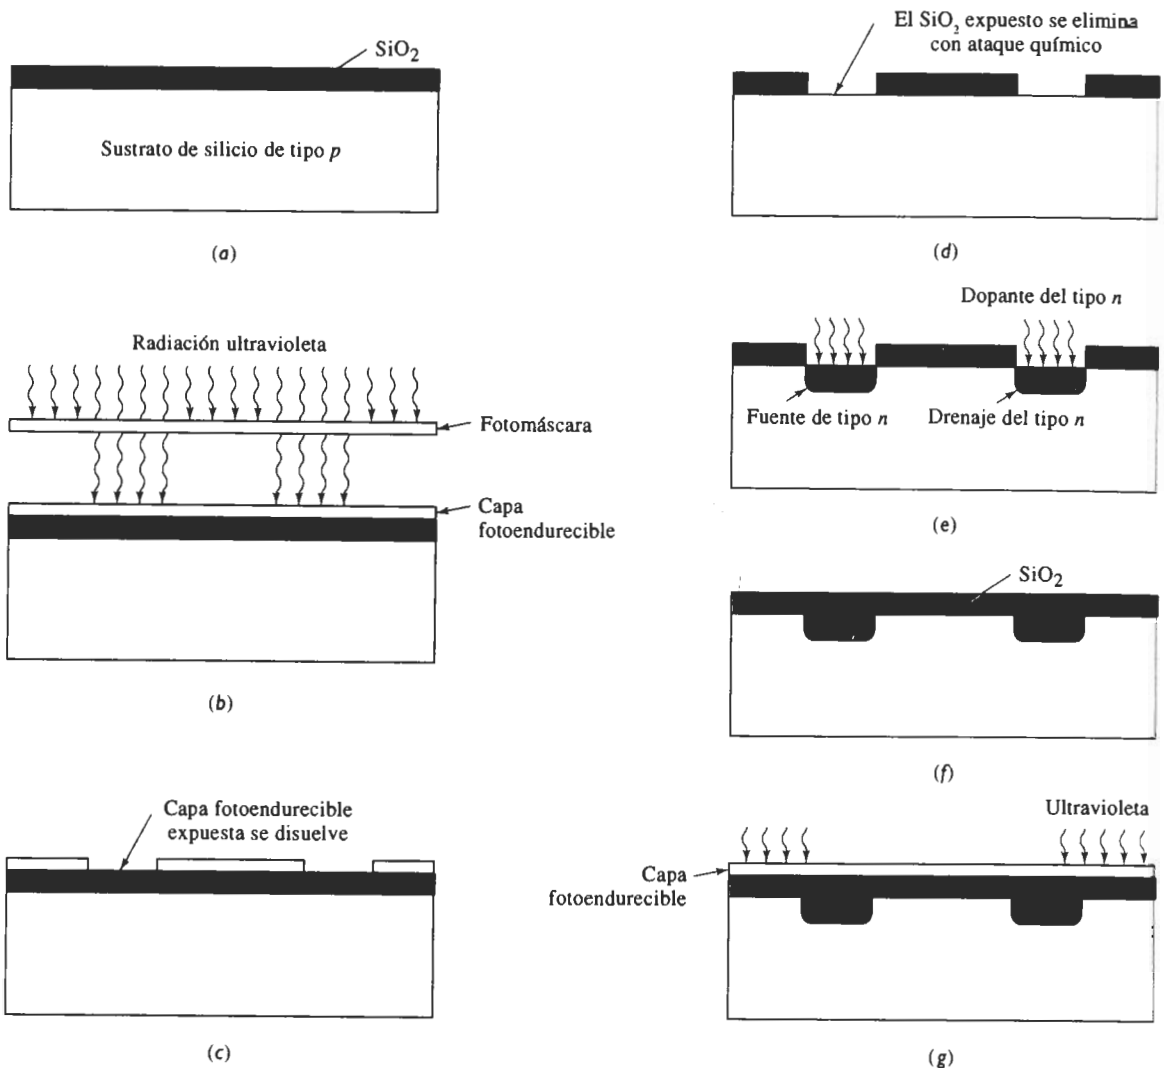 SiO2
Sustrato de silicio de tipo p
(a)
Radiación ultravioleta
Fotomáscara
Capa
fotoendurecible
(b)
Capa fotoendurecible
expuesta se disuelve
(c)
El SiO2 expuesto se elimina
con ataque químico
(d)
Dopante del tipo n
Fuente de tipo n
Drenaje del tipo n
(e)
SiO2
(f)
Ultravioleta
Capa
fotoendurecible
(g)